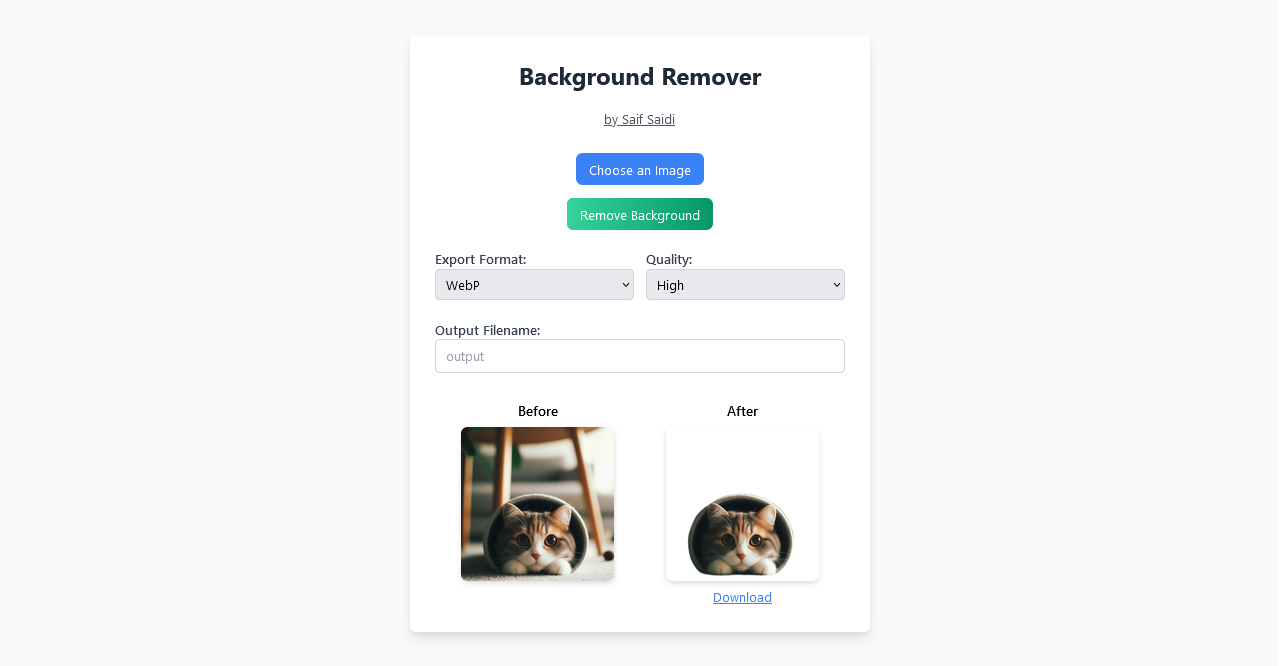 Background Remover
by Saif Saidi
Choose an Image
Remove Background
Export Format:
Quality:
WebP
High
Output Filename:
output
Before
After
Download